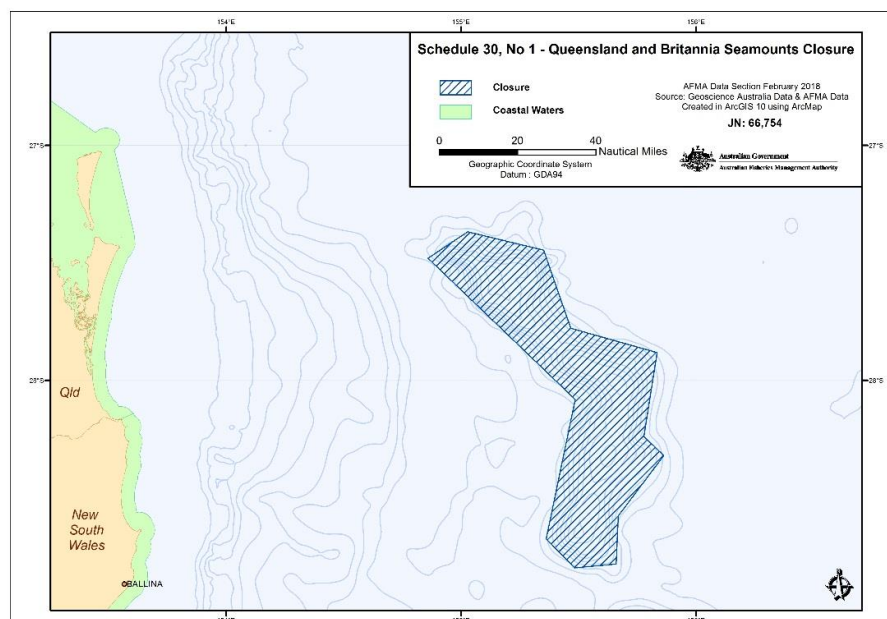 154°E
155°E
156°E
Schedule 30, No 1 - Queensland and Britannia Seamounts Closure
Closure
Coastal Waters
AFMA Data Section February 2018
Source: Geoscience Australia Data & AFMA Data
Created in ArcGIS 10 using ArcMap
JN: 66,754
0
20
40
Nautical Miles
Geographic Coordinate System
Datum : GDA94
Australian Government
Australian Fisheries Management Authority
27°S
27°S
28°S
28°S
Qld
New
South
Wales
BALLINA